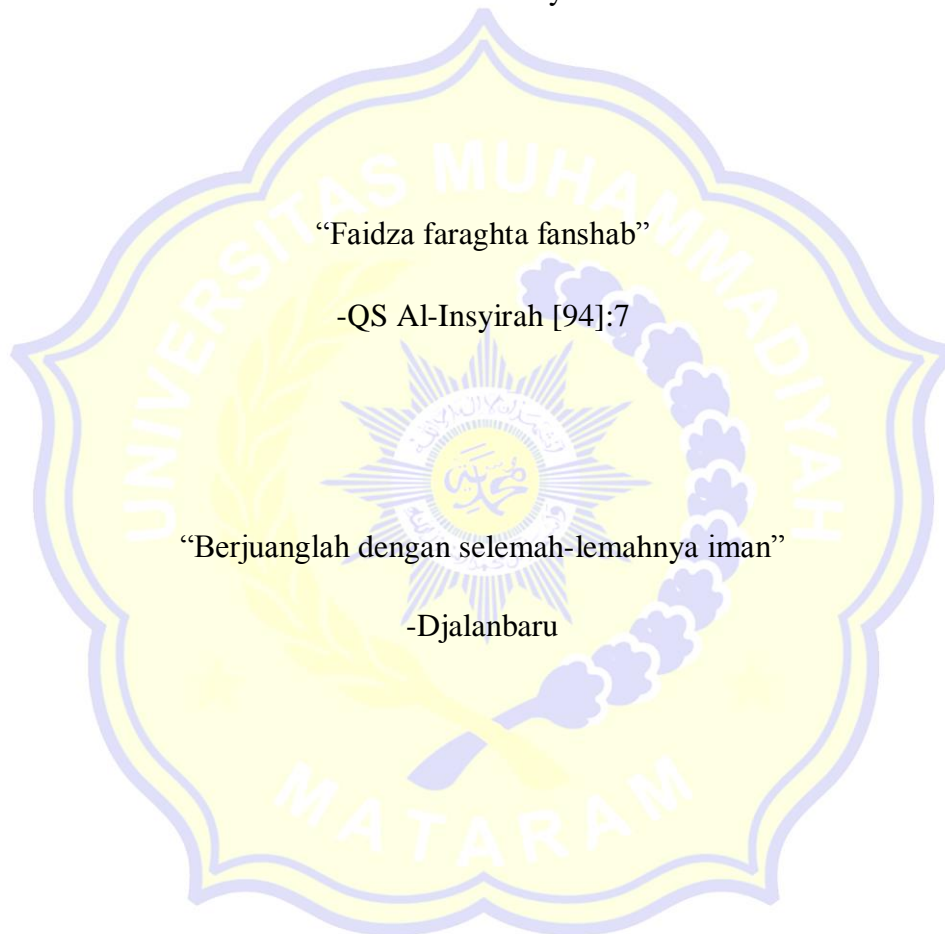 “Faidza faraghta fanshab”
-QS Al-Insyirah [94]:7
“Berjuanglah dengan selemah-lemahnya iman”
-Djalanbaru
UNIVERSITAS MUHAMMADIYAH
MATARAM